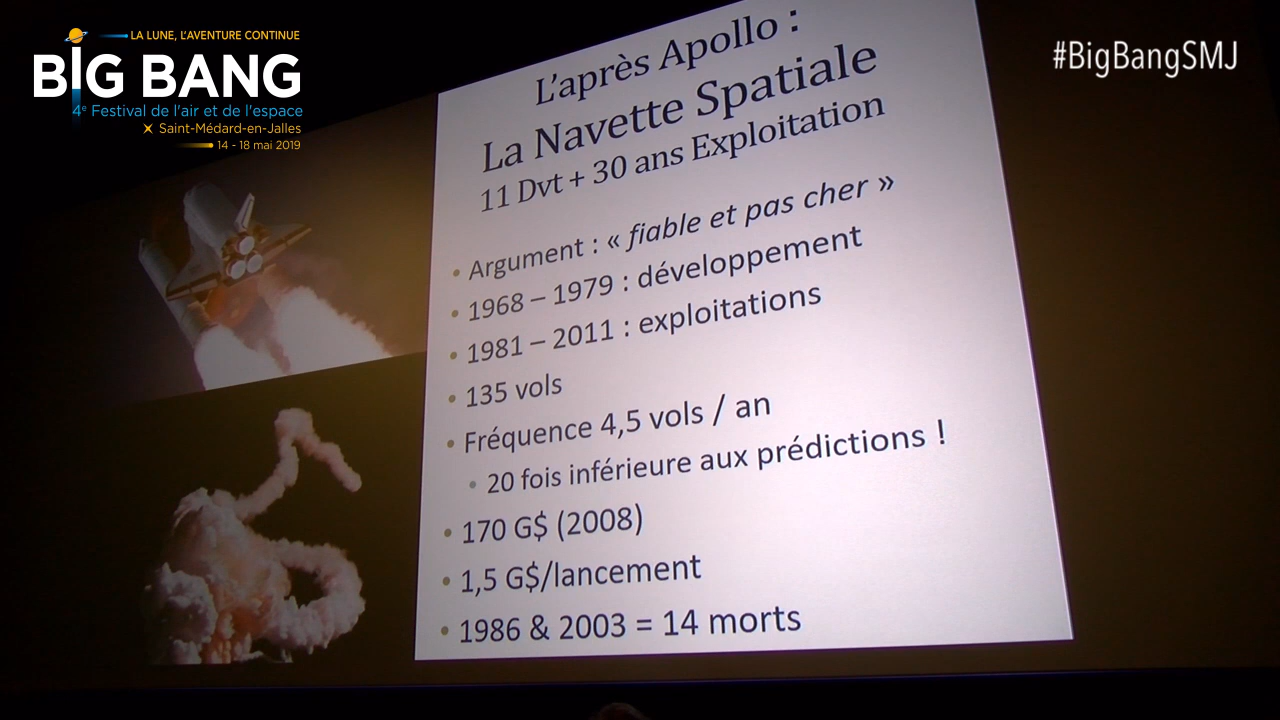 LA LUNE, L'AVENTURE CONTINUE
BIG BANG
4e Festival de l'air et de l'espace
Saint-Médard-en-Jalles
14 - 18 mai 2019
#BigBangSMJ
L'après Apollo :
La Navette Spatiale
11 Dvt + 30 ans Exploitation
• Argument : « fiable et pas cher »
• 1968 – 1979 : développement
• 1981 – 2011 : exploitations
• 135 vols
• Fréquence 4,5 vols / an
• 20 fois inférieure aux prédictions !
• 170 G$ (2008)
• 1,5 G$/lancement
• 1986 & 2003 = 14 morts